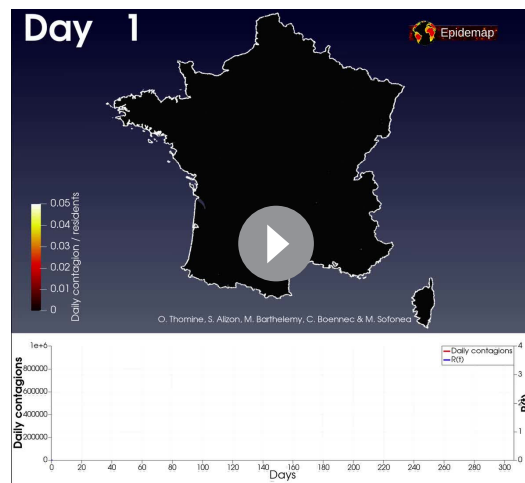 Day 1
Epidemap
0.05
0.04
0.03
0.02
0.01
0
Daily contagion / residents
O. Thomine, S. Alizon, M. Barthelemy, C. Boennec & M. Sofonea
1e+6
800000
600000
400000
200000
0
Daily contagions
Daily contagions
R(t)
4
3
2
1
0
R(t)
0 20 40 60 80 100 120 140 160 180 200 220 240 260 280 300
Days